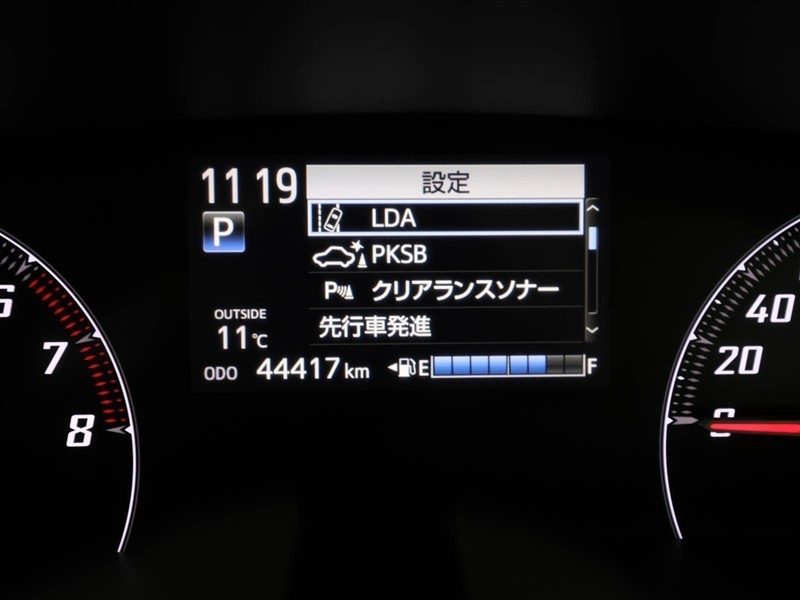 11 19
設定
LDA
P
PKSB
P クリアランスソナー
OUTSIDE
11℃
先行車発進
ODO 44417 km
E F
6
7
8
40
20
0